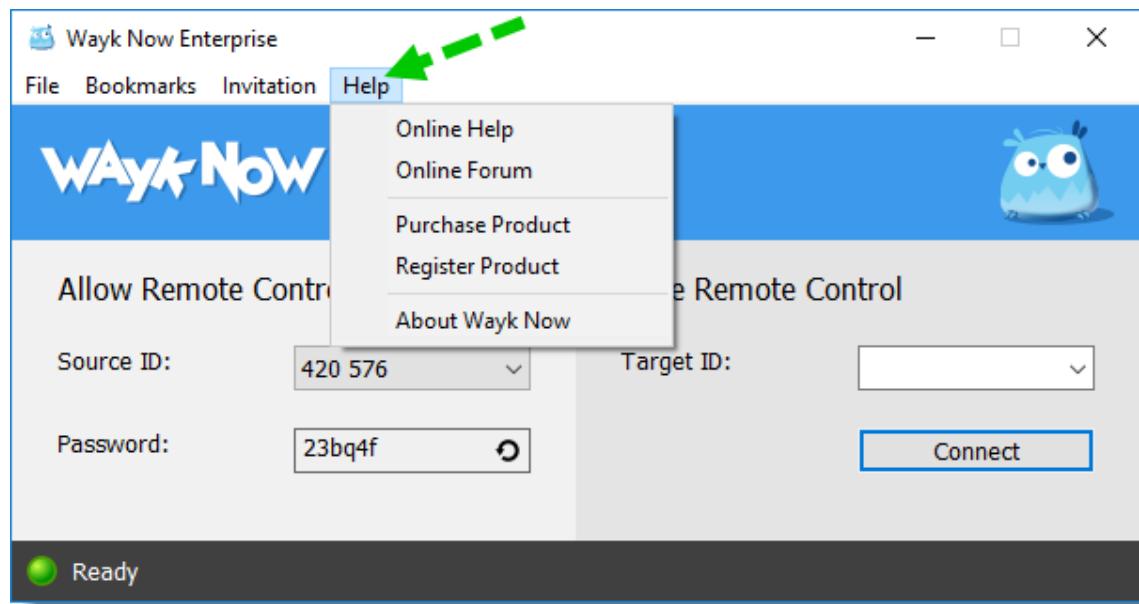 Wayk Now Enterprise
File Bookmarks Invitation Help
Online Help
Online Forum
Purchase Product
Register Product
About Wayk Now
WAyk NoW
Allow Remote Contr
Remote Control
Source ID: 420 576
Target ID:
Password: 23bq4f
Connect
Ready